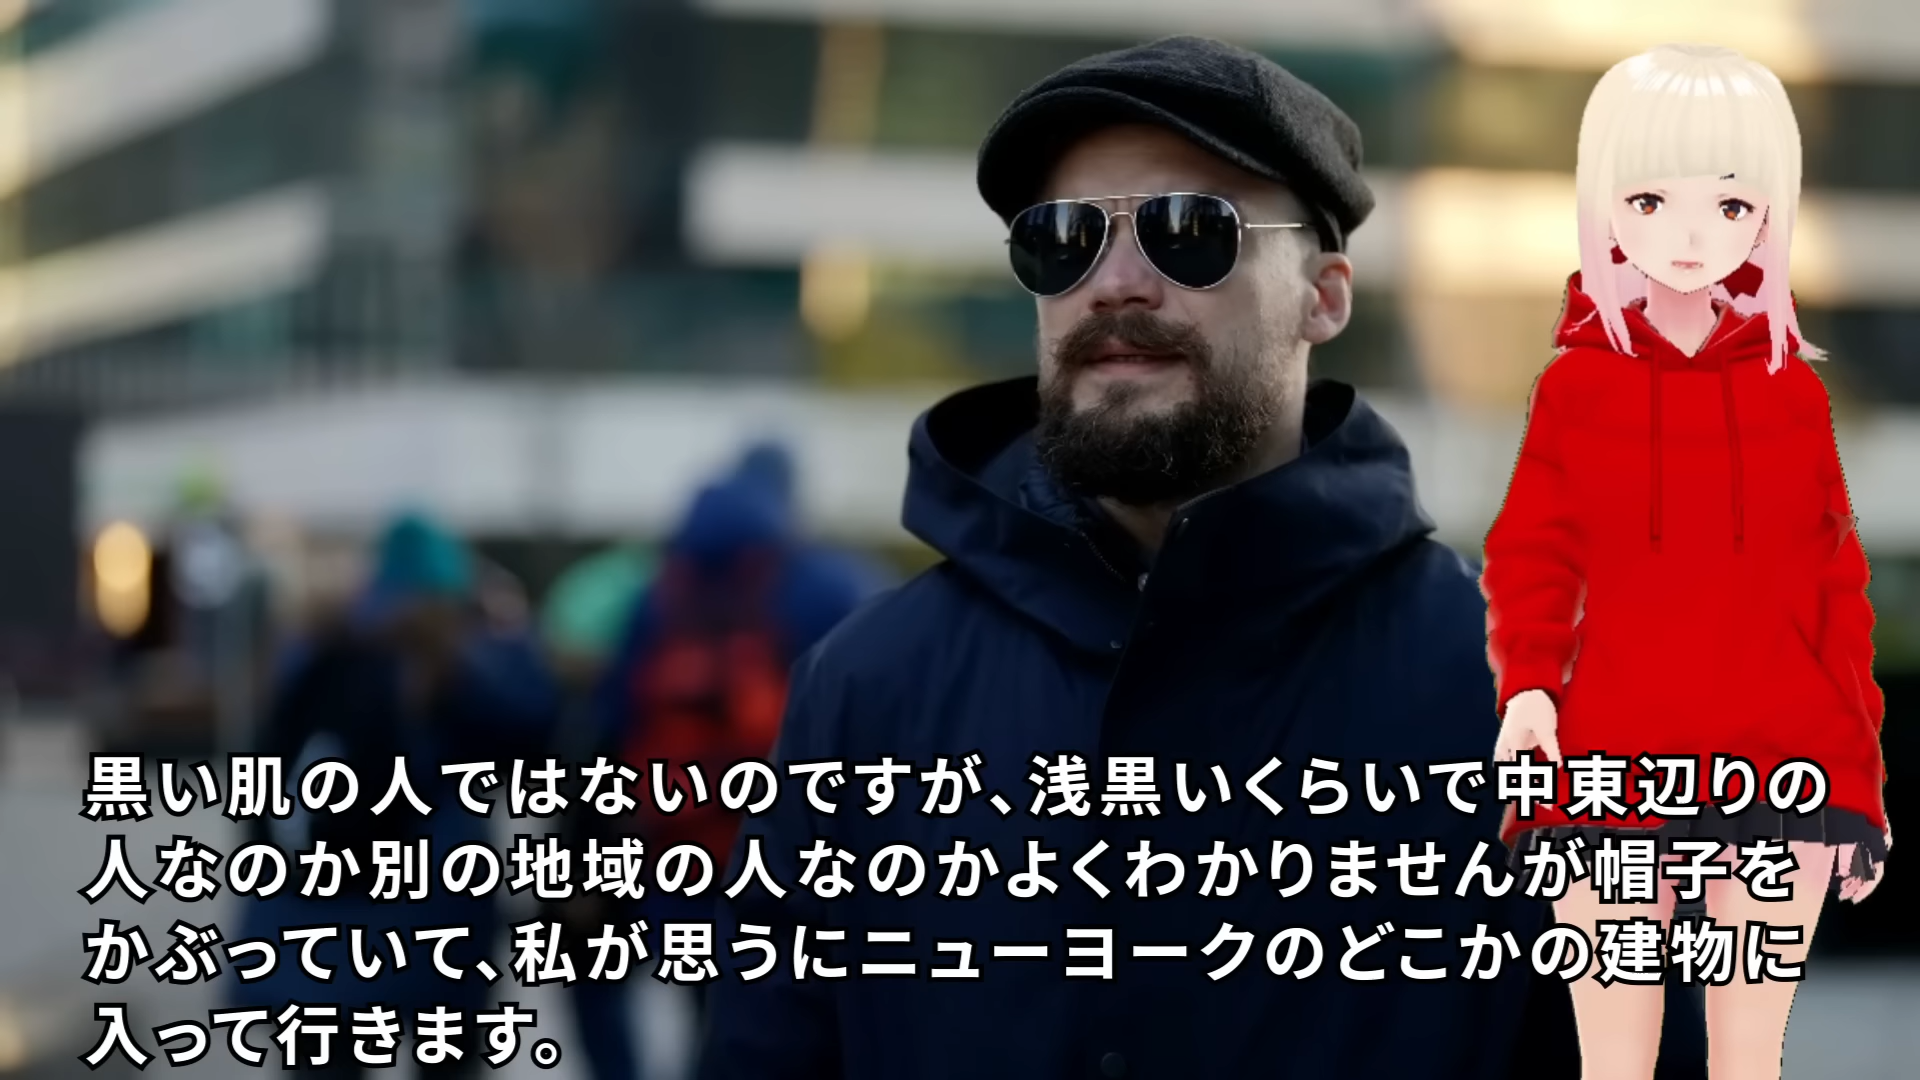 黒い肌の人ではないのですが、浅黒いくらいで中東辺りの
人なのか別の地域の人なのかよくわかりませんが帽子を
かぶっていて、私が思うにニューヨークのどこかの建物に
入って行きます。